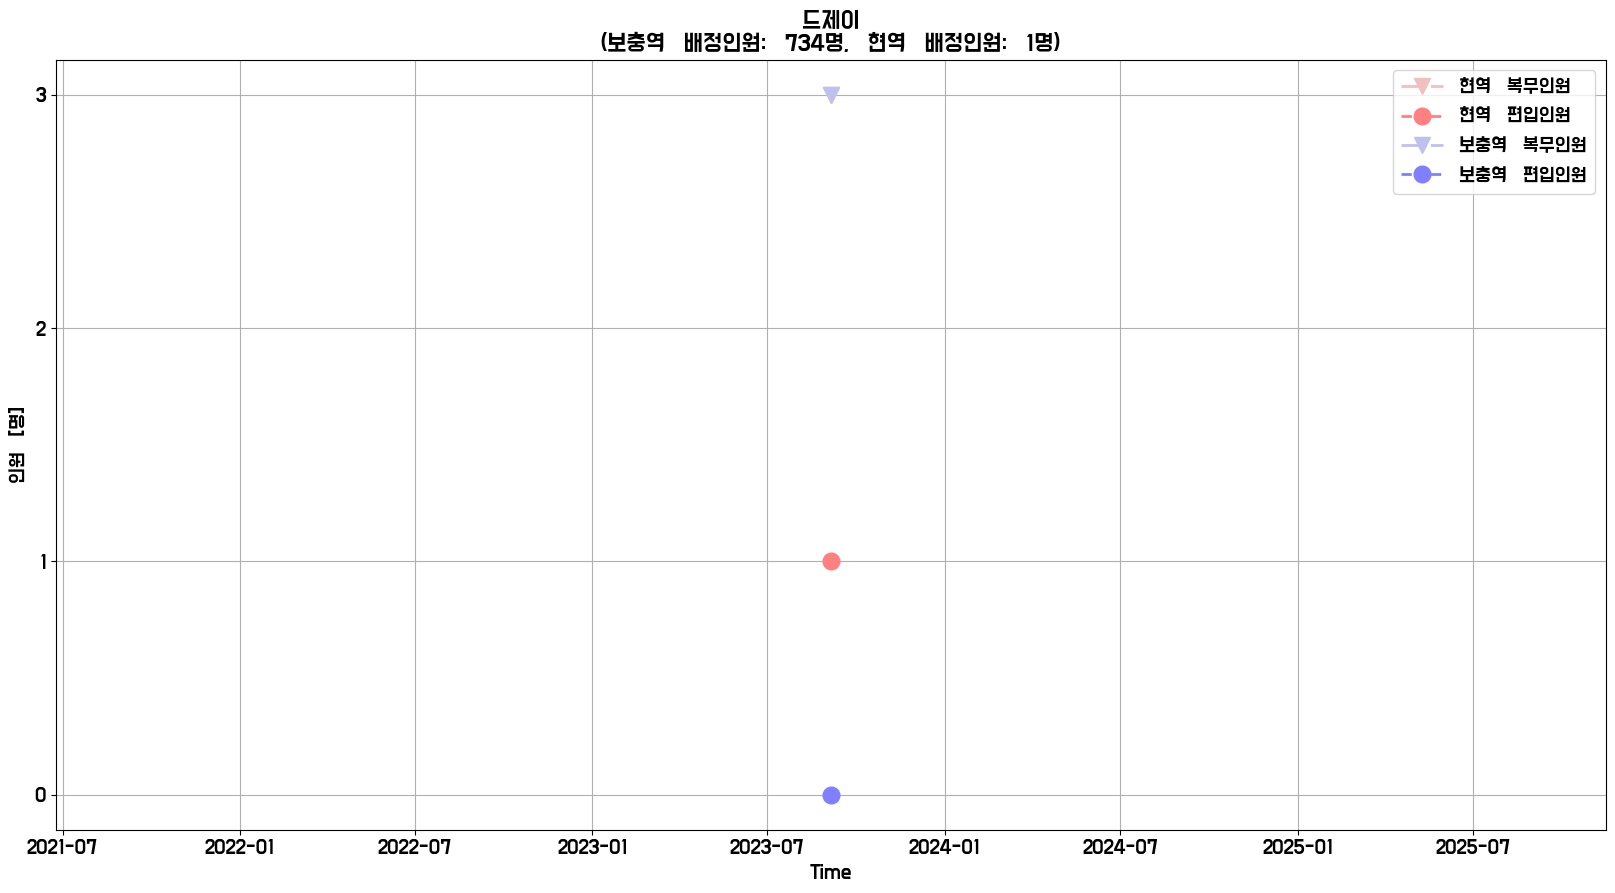 드제이
(보충역 배정인원: 734명, 현역 배정인원: 1명)
현역 복무인원
현역 편입인원
보충역 복무인원
보충역 편입인원
3
2
1
0
인원 [명]
2021-07 2022-01 2022-07 2023-01 2023-07 2024-01 2024-07 2025-01 2025-07
Time